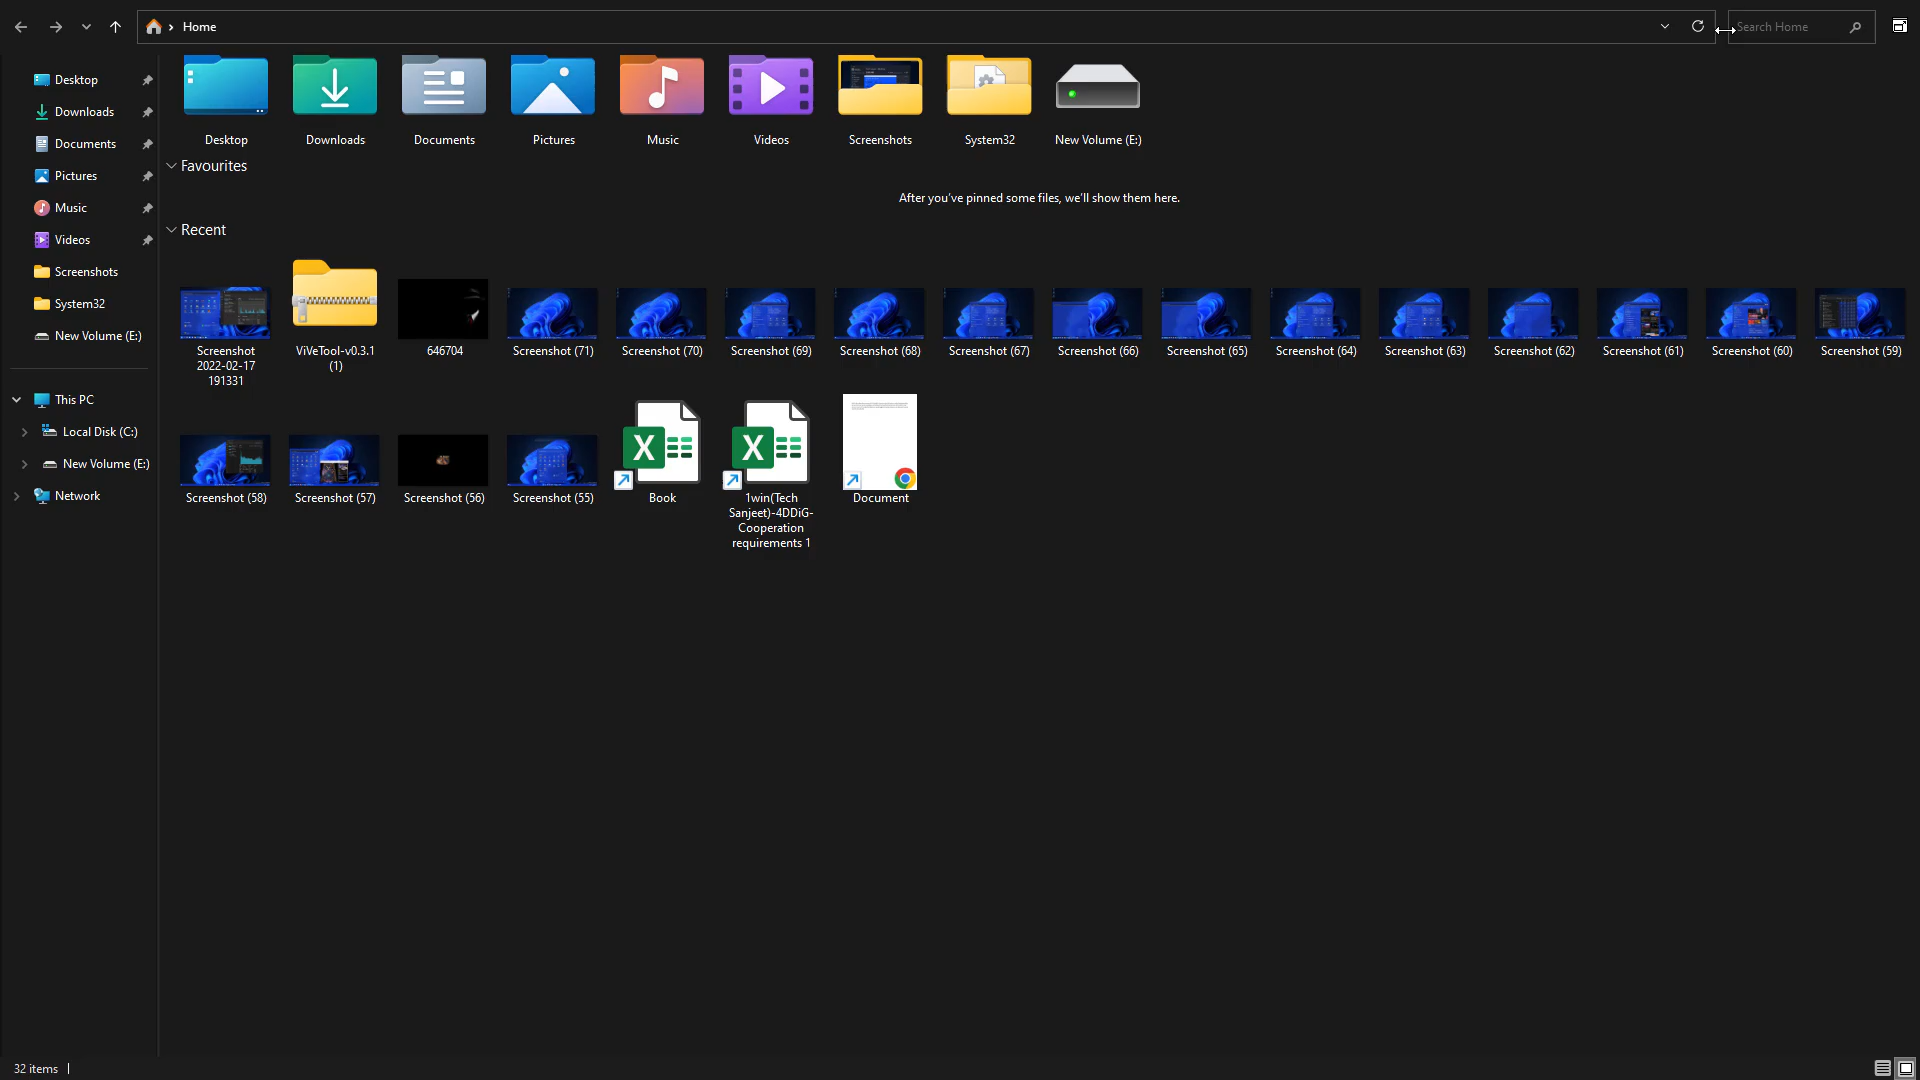 Home
Search Home
Desktop
Downloads
Documents
Pictures
Music
Videos
Screenshots
System32
New Volume (E:)
This PC
Local Disk (C:)
New Volume (E:)
Network
Desktop
Downloads
Documents
Pictures
Music
Videos
Screenshots
System32
New Volume (E:)
Favourites
After you've pinned some files, we'll show them here.
Recent
Screenshot
2022-02-17
191331
ViVeTool-v0.3.1
(1)
646704
Screenshot (71)
Screenshot (70)
Screenshot (69)
Screenshot (68)
Screenshot (67)
Screenshot (66)
Screenshot (65)
Screenshot (64)
Screenshot (63)
Screenshot (62)
Screenshot (61)
Screenshot (60)
Screenshot (59)
Screenshot (58)
Screenshot (57)
Screenshot (56)
Screenshot (55)
Book
1win(Tech
Sanjeet)-4DDiG-
Cooperation
requirements 1
Document
32 items